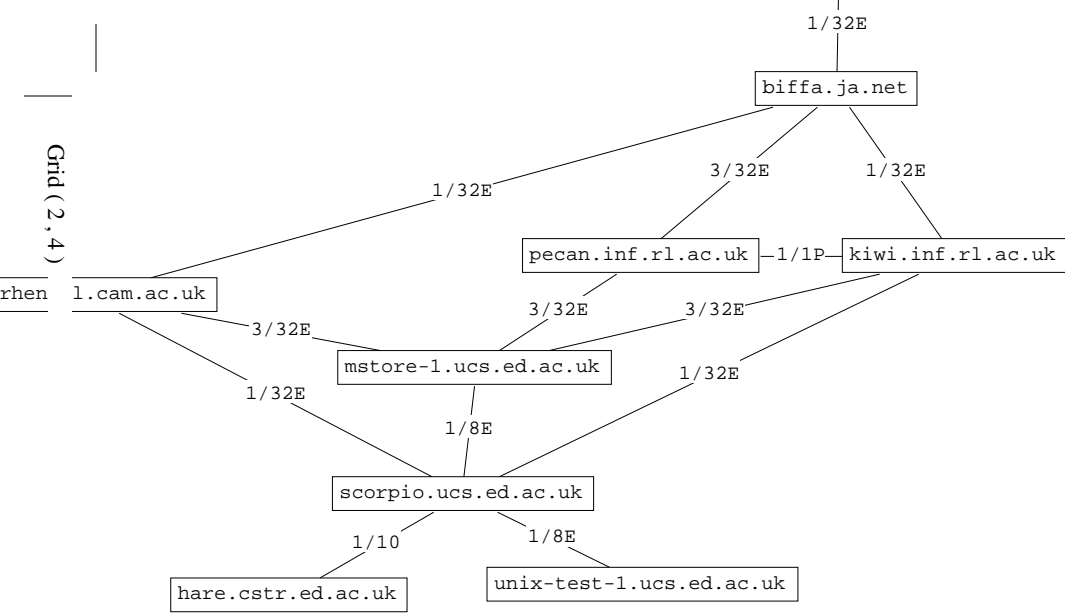 1/32E
biffa.ja.net
Grid ( 2 , 4 )
3/32E
1/32E
1/32E
pecan.inf.rl.ac.uk
1/1P
kiwi.inf.rl.ac.uk
rhen l.cam.ac.uk
3/32E
3/32E
3/32E
mstore-1.ucs.ed.ac.uk
1/32E
1/32E
1/8E
scorpio.ucs.ed.ac.uk
1/10
1/8E
hare.cstr.ed.ac.uk
unix-test-1.ucs.ed.ac.uk